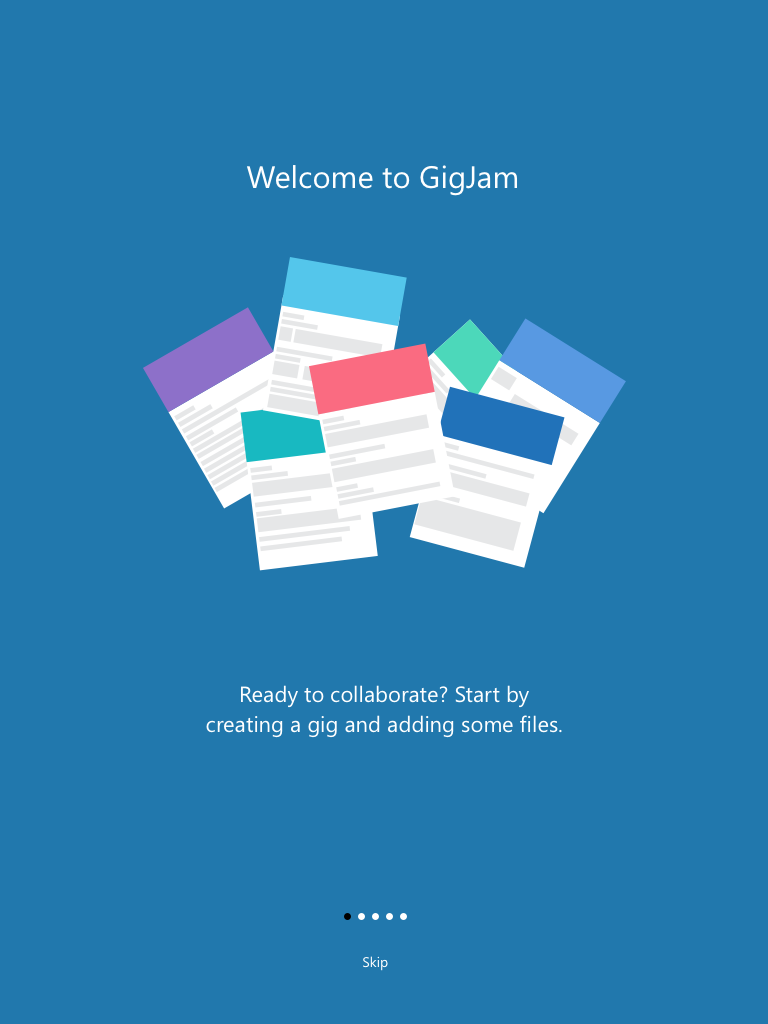 Welcome to GigJam
Ready to collaborate? Start by
creating a gig and adding some files.
Skip